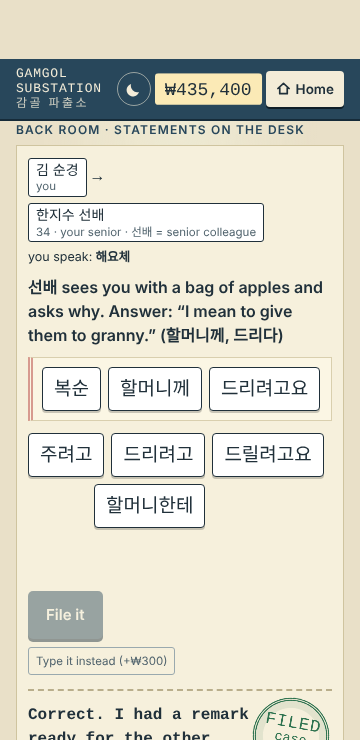 GAMGOL
SUBSTATION
감골 파출소
₩435,400
Home
BACK ROOM · STATEMENTS ON THE DESK
김 순경
you
→
한지수 선배
34 · your senior · 선배 = senior colleague
you speak: 해요체
선배 sees you with a bag of apples and
asks why. Answer: “I mean to give
them to granny.” (할머니께, 드리다)
복순 할머니께 드리려고요
주려고 드리려고 드릴려고요
할머니한테
File it
Type it instead (+₩300)
Correct. I had a remark
ready for the other
FILED
case